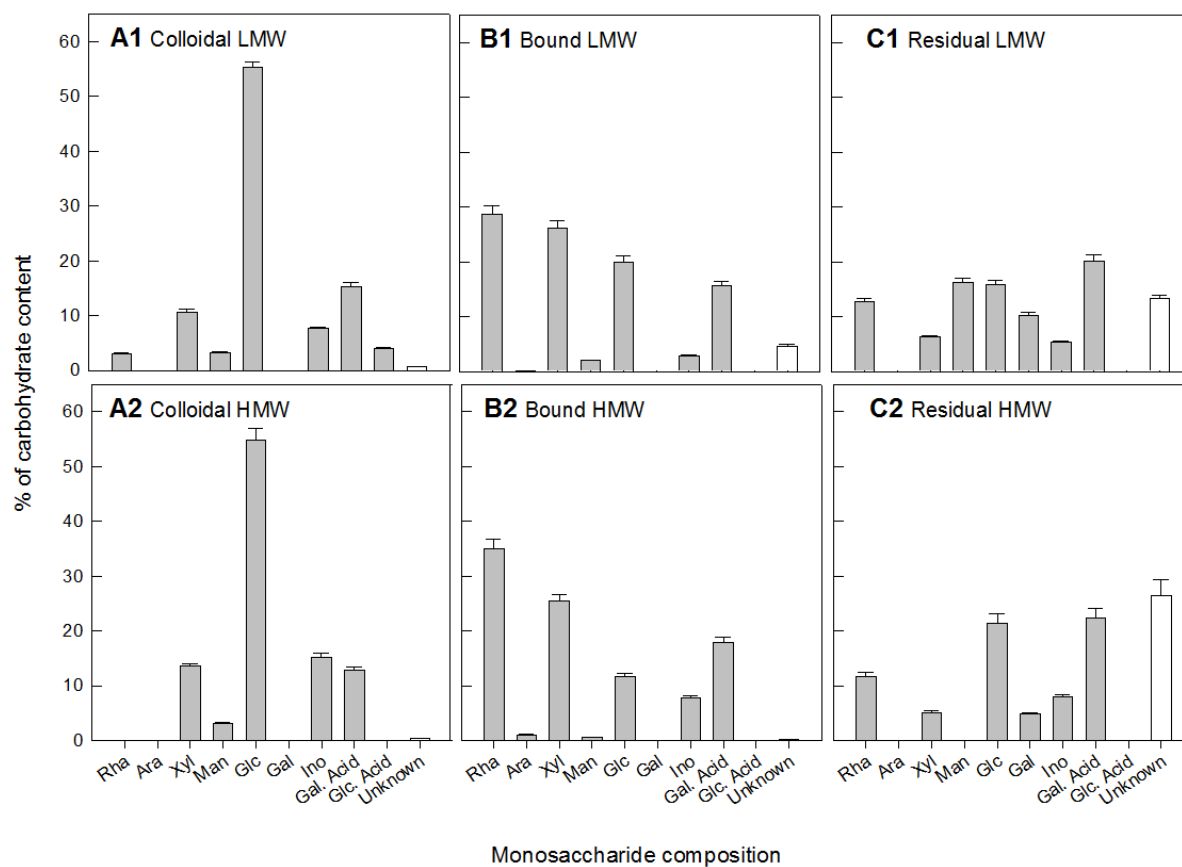 A1 Colloidal LMW
B1 Bound LMW
C1 Residual LMW
60
50
40
30
20
10
0
% of carbohydrate content
A2 Colloidal HMW
B2 Bound HMW
C2 Residual HMW
60
50
40
30
20
10
0
Rha Ara Xyl Man Glc Gal Ino Gal. Acid Glc. Acid Unknown
Rha Ara Xyl Man Glc Gal Ino Gal. Acid Glc. Acid Unknown
Rha Ara Xyl Man Glc Gal Ino Gal. Acid Glc. Acid Unknown
Monosaccharide composition